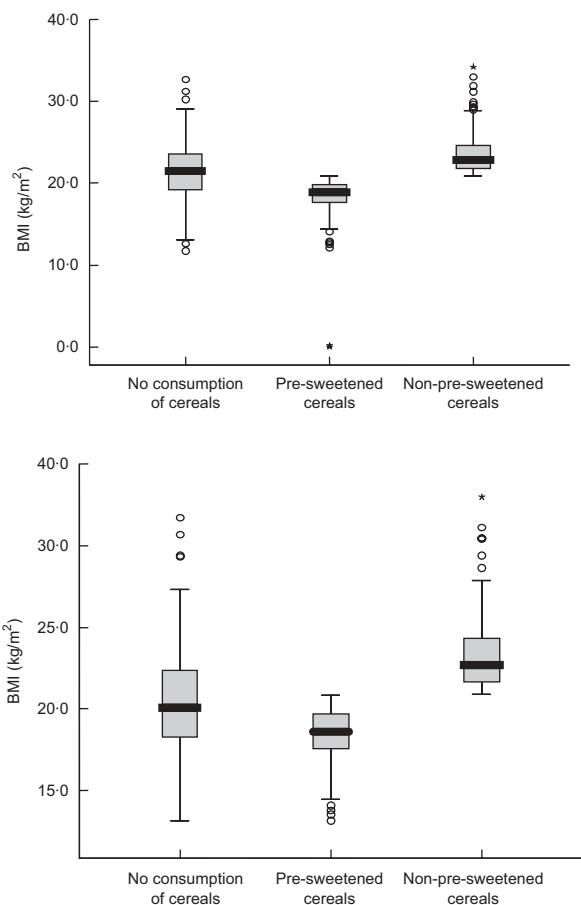 40·0
30·0
20·0
10·0
0·0
BMI (kg/m²)
No consumption
of cereals
Pre-sweetened
cereals
Non-pre-sweetened
cereals
40·0
30·0
25·0
20·0
15·0
BMI (kg/m²)
No consumption
of cereals
Pre-sweetened
cereals
Non-pre-sweetened
cereals